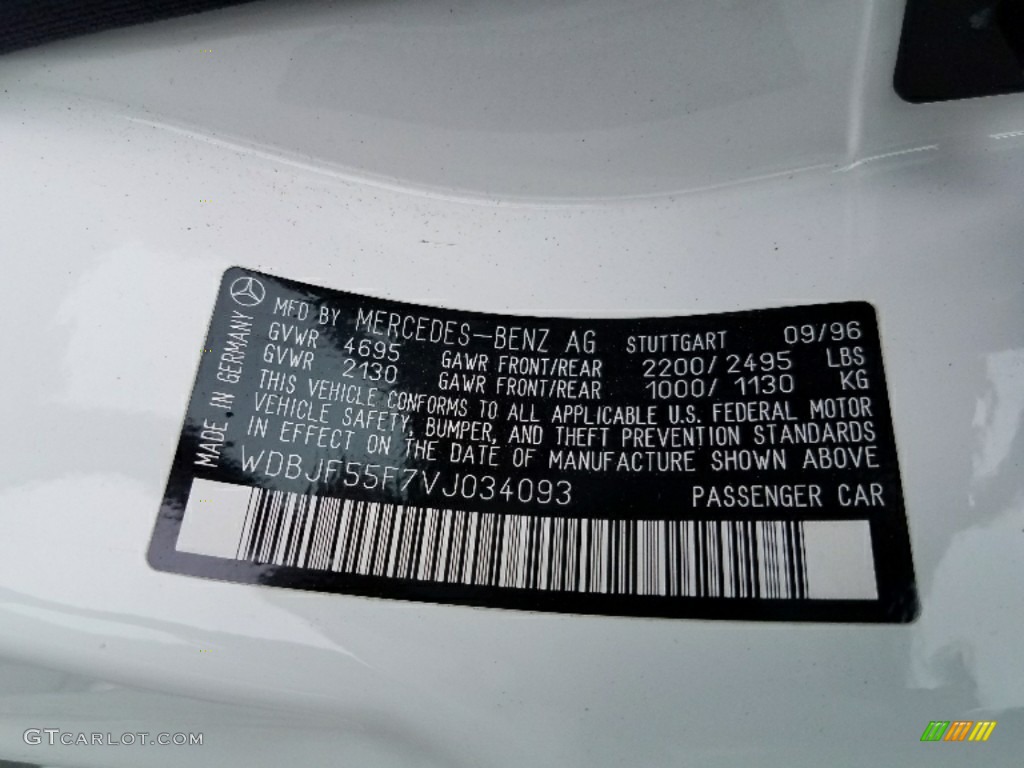 MADE IN GERMANY
MFD BY MERCEDES-BENZ AG STUTTGART 09/96
GVWR 4695 GAWR FRONT/REAR 2200/2495 LBS
GVWR 2130 GAWR FRONT/REAR 1000/1130 KG
THIS VEHICLE CONFORMS TO ALL APPLICABLE U.S. FEDERAL MOTOR
VEHICLE SAFETY, BUMPER, AND THEFT PREVENTION STANDARDS
IN EFFECT ON THE DATE OF MANUFACTURE SHOWN ABOVE
WDBJF55F7VJ034093 PASSENGER CAR
GTCARLOT.COM